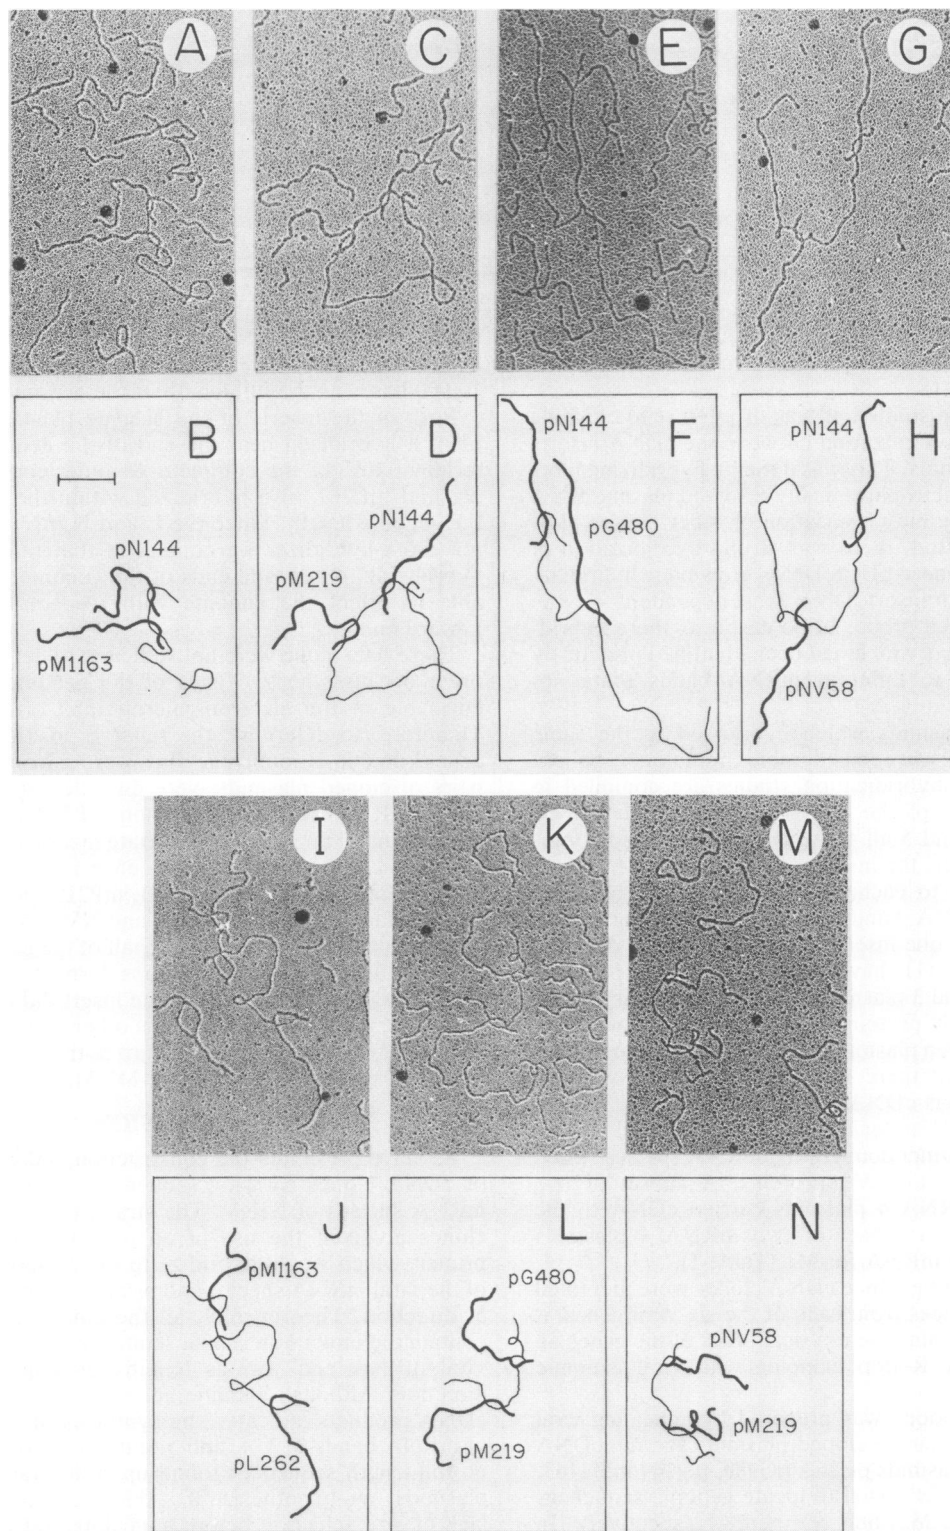 A
C
E
G
B
D
F
H
pN144
pN144
pN144
pN144
pG480
pM219
pM1163
pNV58
I
K
M
J
L
N
pM1163
pG480
pNV58
pM219
pM219
pL262